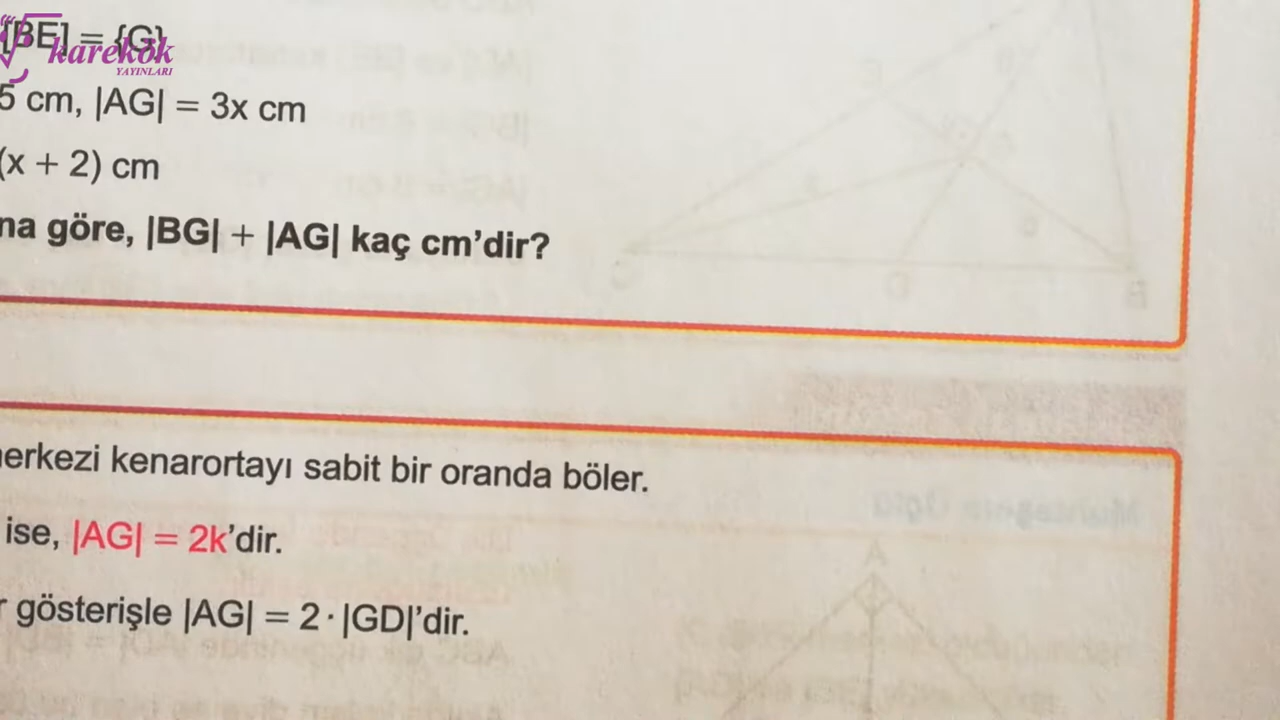 [BE] = {G}
karekök
YAYINLARI
5 cm, |AG| = 3x cm
(x + 2) cm
na göre, |BG| + |AG| kaç cm'dir?
erkezi kenarortayı sabit bir oranda böler.
ise, |AG| = 2k'dir.
gösterişle |AG| = 2 · |GD|'dir.